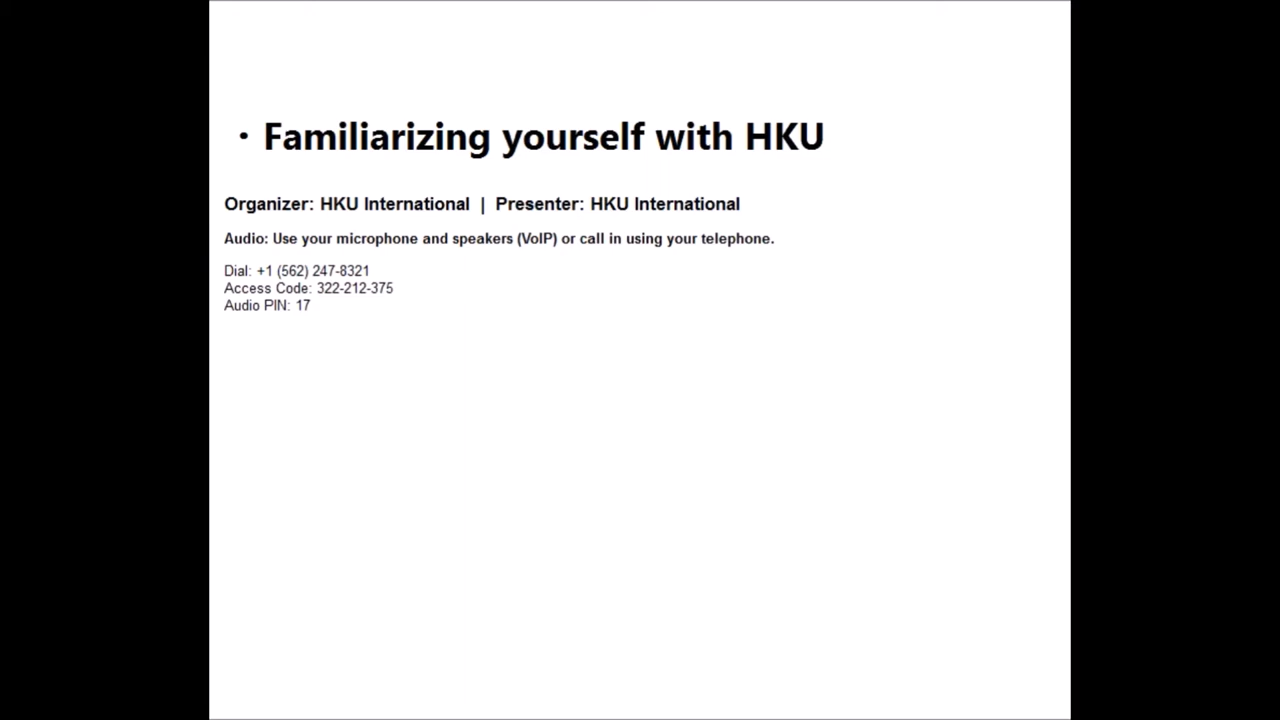 • Familiarizing yourself with HKU
Organizer: HKU International | Presenter: HKU International
Audio: Use your microphone and speakers (VoIP) or call in using your telephone.
Dial: +1 (562) 247-8321
Access Code: 322-212-375
Audio PIN: 17